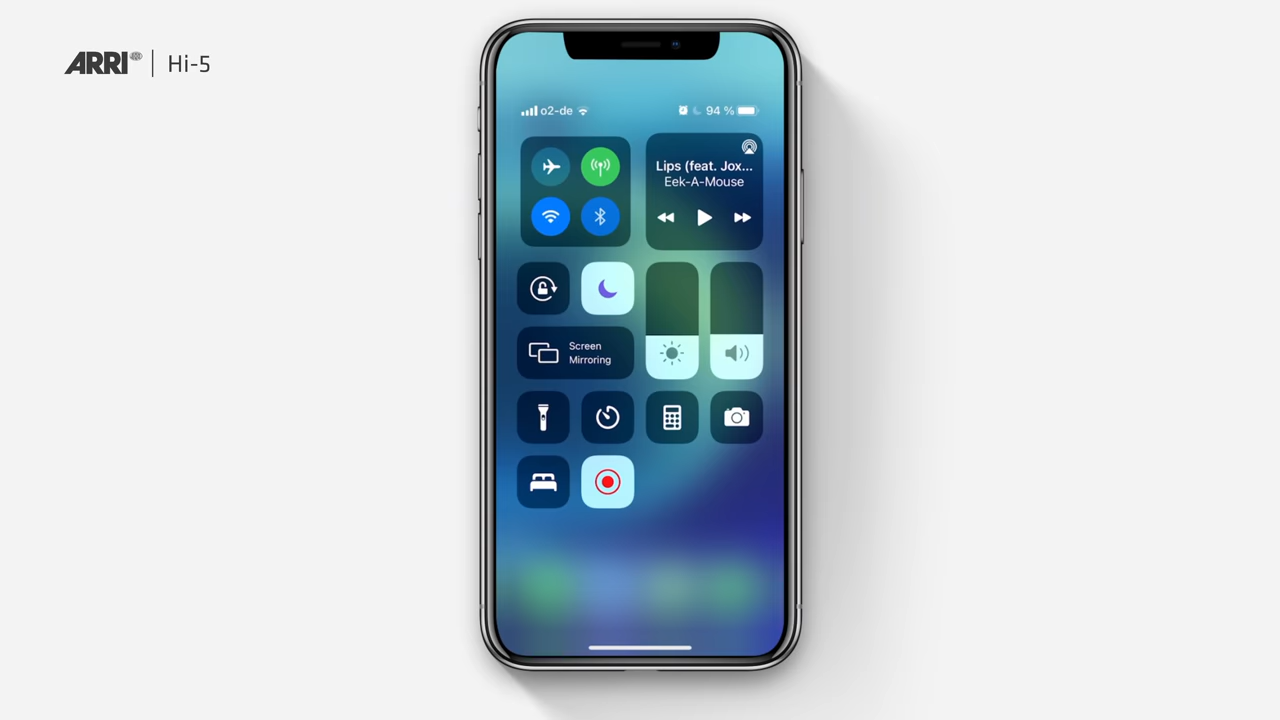 ARRI | Hi-5
o2-de
94 %
Lips (feat. Jox...
Eek-A-Mouse
Screen
Mirroring